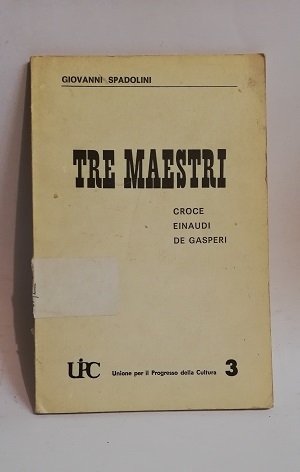 GIOVANNI SPADOLINI
TRE MAESTRI
CROCE
EINAUDI
DE GASPERI
UPC Unione per il Progresso della Cultura 3